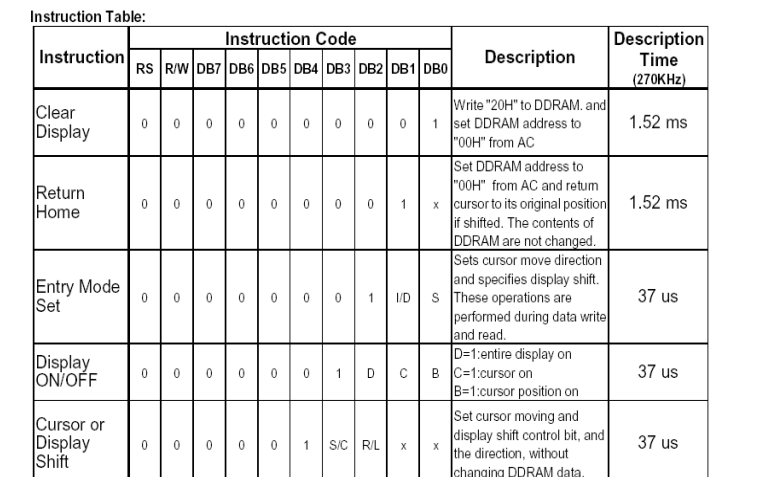 Instruction Table:
Instruction Code
Instruction
RS R/W DB7 DB6 DB5 DB4 DB3 DB2 DB1 DB0
Description
Description
Time
(270KHz)
Clear
Display
0 0 0 0 0 0 0 0 0 1
Write "20H" to DDRAM. and
set DDRAM address to
"00H" from AC
1.52 ms
Return
Home
0 0 0 0 0 0 0 0 1 x
Set DDRAM address to
"00H" from AC and return
cursor to its original position
if shifted. The contents of
DDRAM are not changed.
1.52 ms
Entry Mode
Set
0 0 0 0 0 0 0 1 I/D S
Sets cursor move direction
and specifies display shift.
These operations are
performed during data write
and read.
37 us
Display
ON/OFF
0 0 0 0 0 0 1 D C B
D=1:entire display on
C=1:cursor on
B=1:cursor position on
37 us
Cursor or
Display
Shift
0 0 0 0 0 1 S/C R/L x x
Set cursor moving and
display shift control bit, and
the direction, without
changing DDRAM data.
37 us